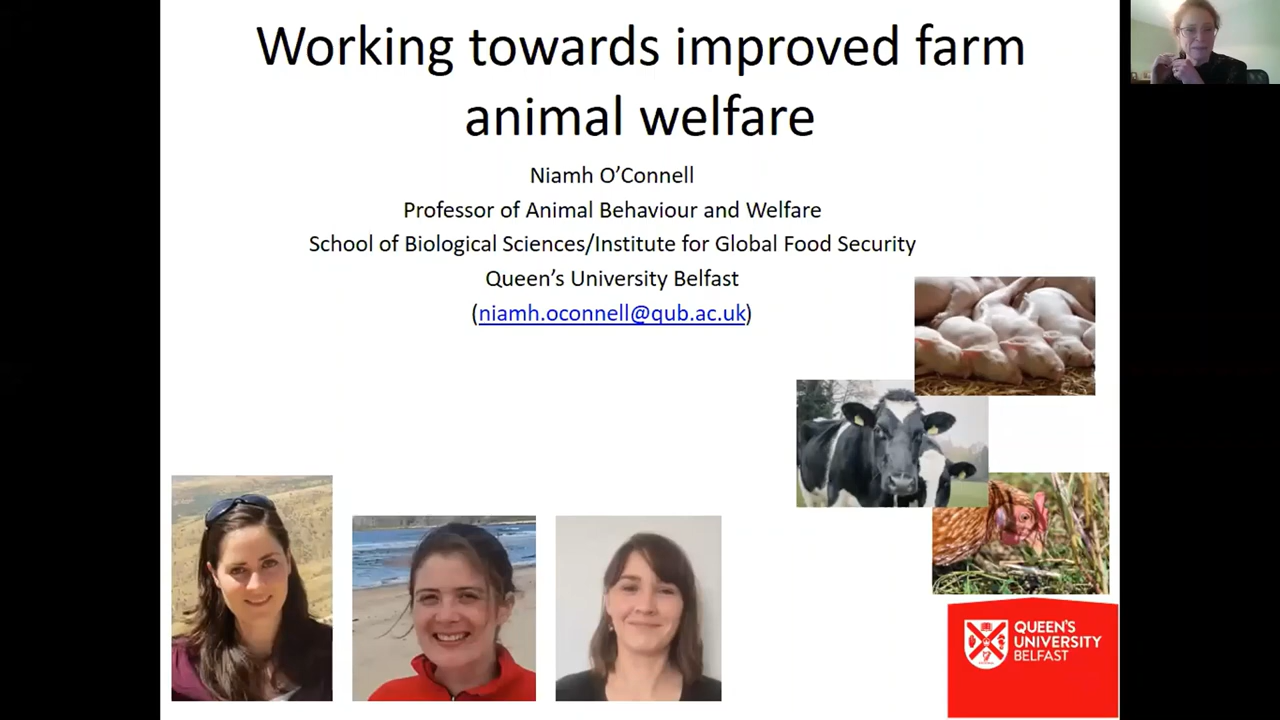 Working towards improved farm
animal welfare
Niamh O'Connell
Professor of Animal Behaviour and Welfare
School of Biological Sciences/Institute for Global Food Security
Queen's University Belfast
(niamh.oconnell@qub.ac.uk)
QUEEN'S
UNIVERSITY
BELFAST